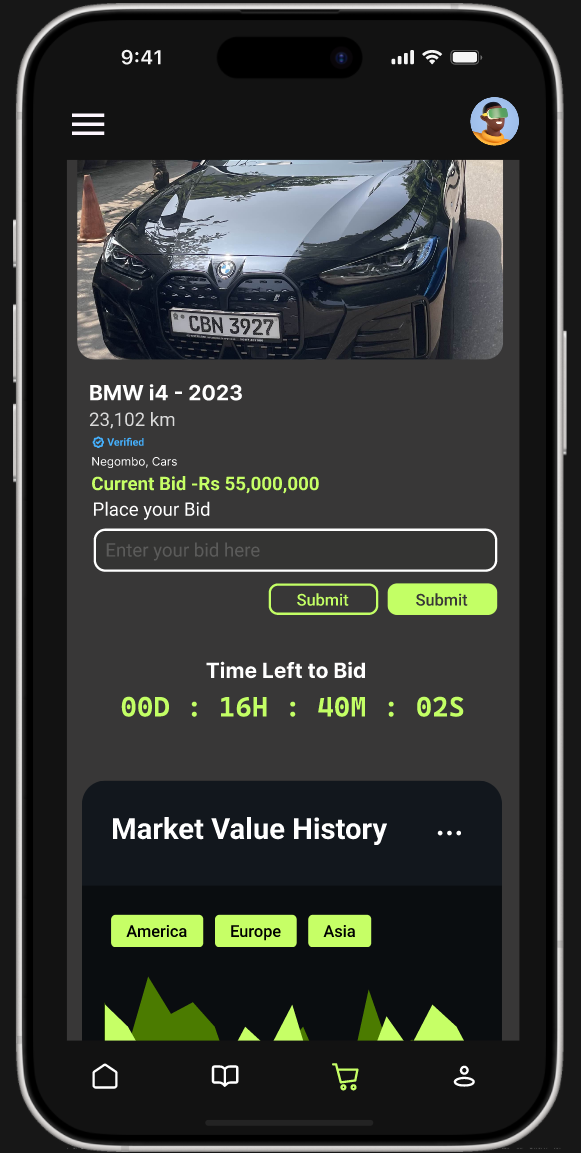 9:41
CBN 3927
BMW i4 - 2023
23,102 km
Verified
Negombo, Cars
Current Bid -Rs 55,000,000
Place your Bid
Enter your bid here
Submit Submit
Time Left to Bid
00D : 16H : 40M : 02S
Market Value History
America Europe Asia